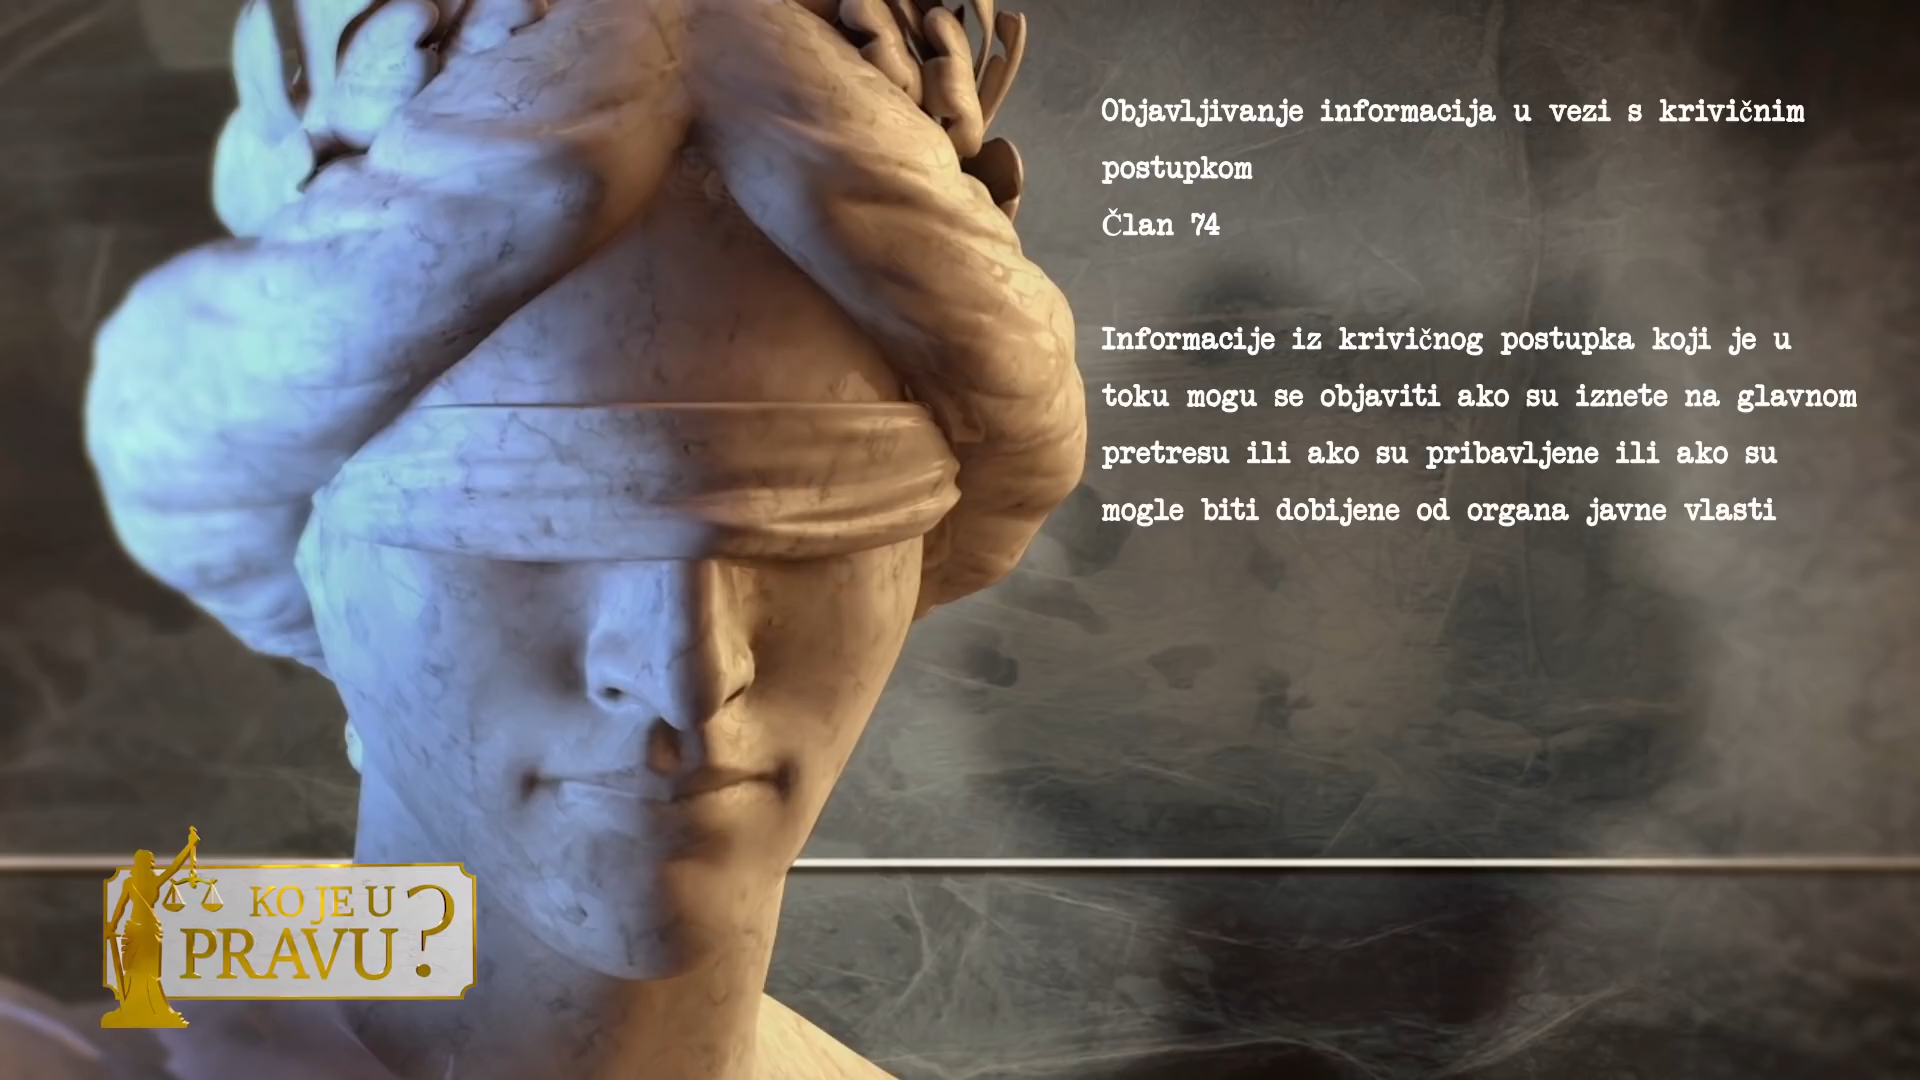 Objavljivanje informacija u vezi s krivičnim
postupkom
Član 74
Informacije iz krivičnog postupka koji je u
toku mogu se objaviti ako su iznete na glavnom
pretresu ili ako su pribavljene ili ako su
mogle biti dobijene od organa javne vlasti
KO JE U
PRAVU?